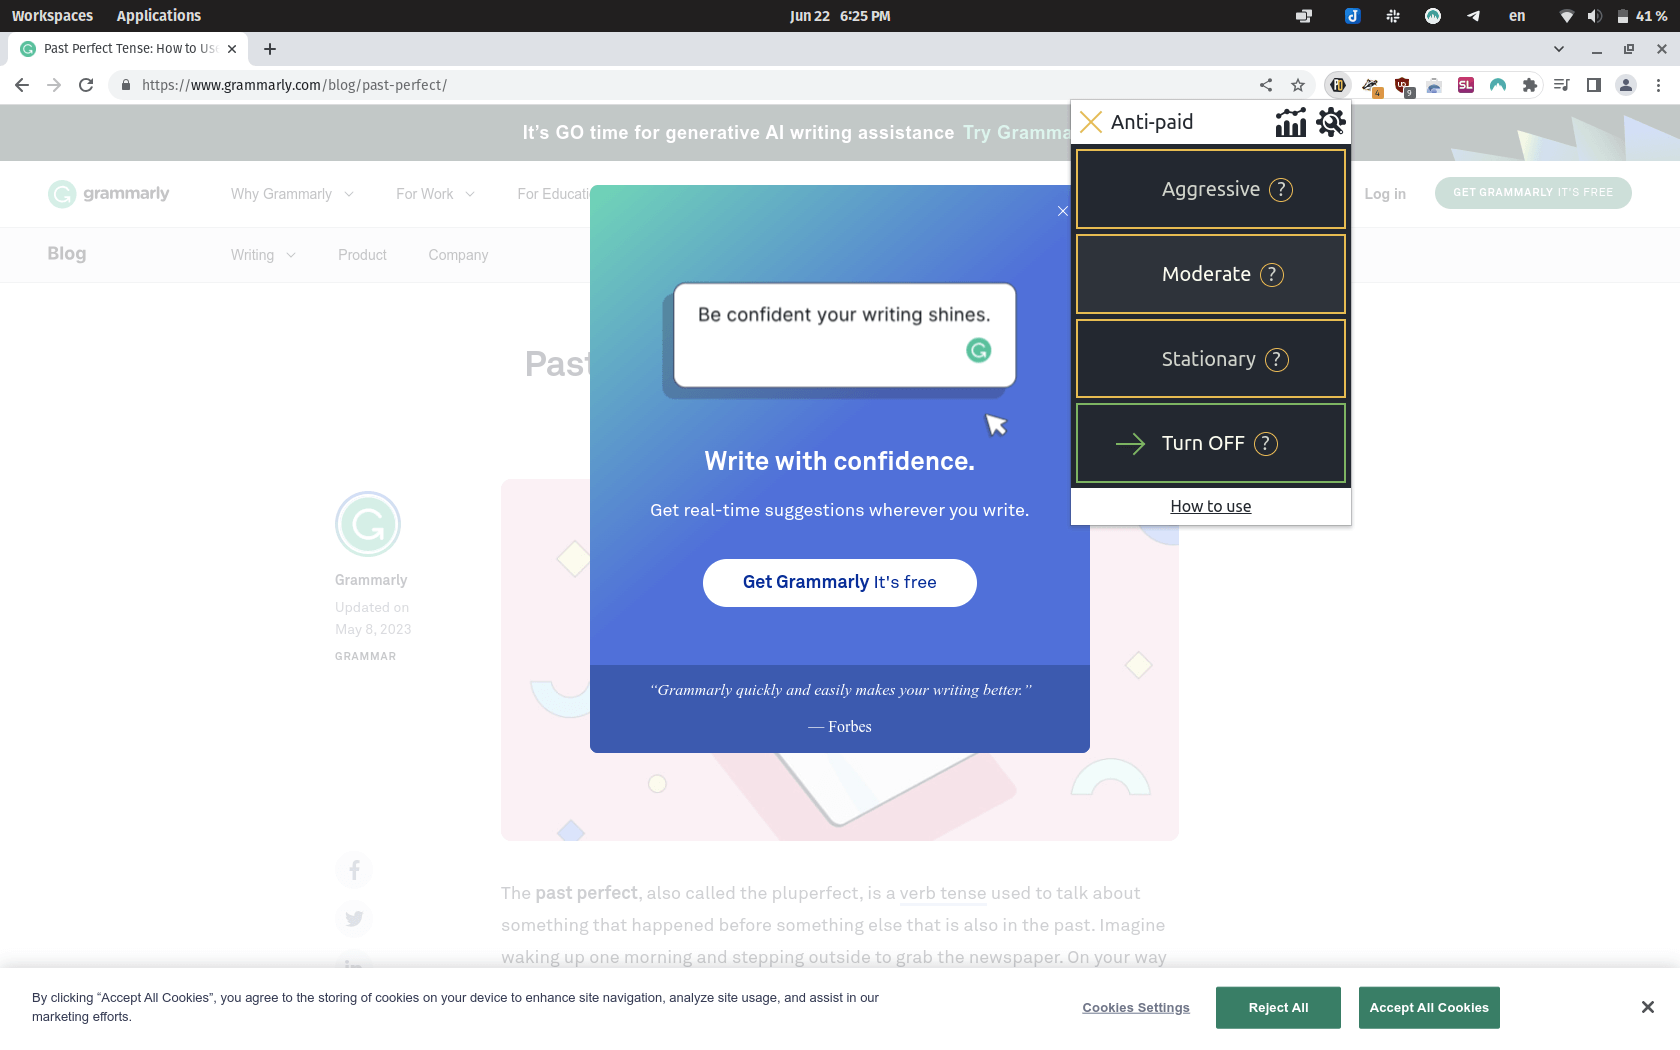 Workspaces Applications Jun 22 6:25 PM en 41 %
Past Perfect Tense: How to Us
https://www.grammarly.com/blog/past-perfect/
4
9
SL
It's GO time for generative AI writing assistance Try Gramma
Anti-paid
Aggressive ?
Moderate ?
Stationary ?
Turn OFF ?
How to use
grammarly Why Grammarly For Work For Educati Log in GET GRAMMARLY IT'S FREE
Blog Writing Product Company
Past
Be confident your writing shines.
Write with confidence.
Get real-time suggestions wherever you write.
Get Grammarly It's free
“Grammarly quickly and easily makes your writing better.”
— Forbes
Grammarly
Updated on
May 8, 2023
GRAMMAR
The past perfect, also called the pluperfect, is a verb tense used to talk about
something that happened before something else that is also in the past. Imagine
waking up one morning and stepping outside to grab the newspaper. On your way
By clicking “Accept All Cookies”, you agree to the storing of cookies on your device to enhance site navigation, analyze site usage, and assist in our
marketing efforts.
Cookies Settings Reject All Accept All Cookies